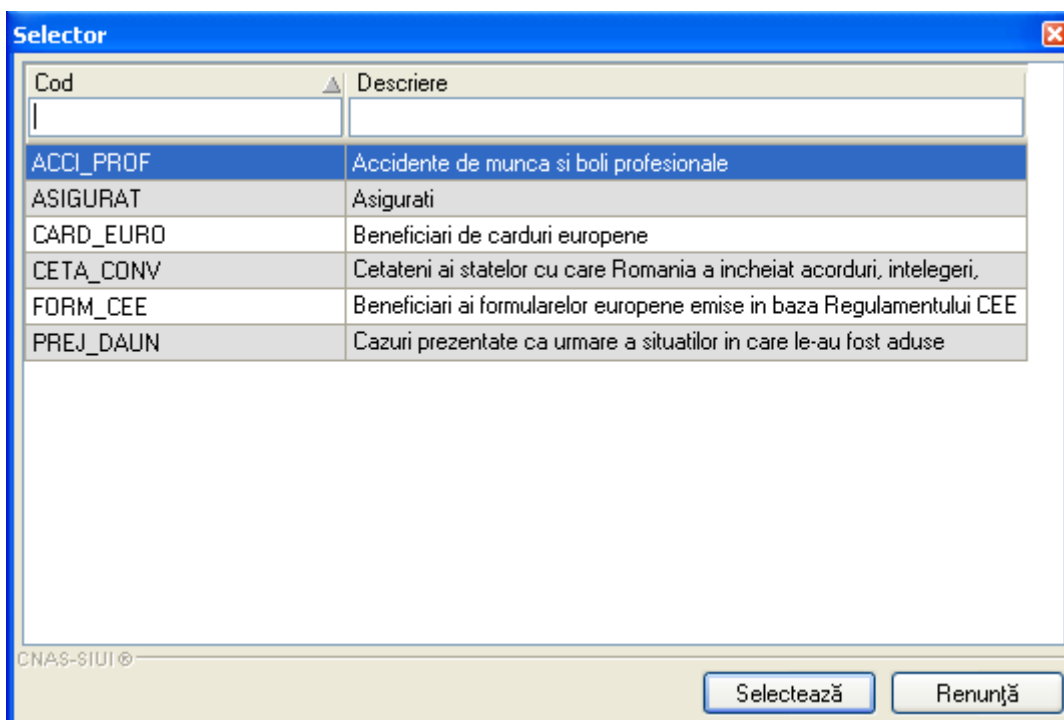 Selector
Cod Descriere
ACCI_PROF Accidente de munca si boli profesionale
ASIGURAT Asigurati
CARD_EURO Beneficiari de carduri europene
CETA_CONV Cetateni ai statelor cu care Romania a incheiat acorduri, intelegeri,
FORM_CEE Beneficiari ai formularelor europene emise in baza Regulamentului CEE
PREJ_DAUN Cazuri prezentate ca urmare a situatilor in care le-au fost aduse
CNAS-SIUI®
Selectează Renunţă